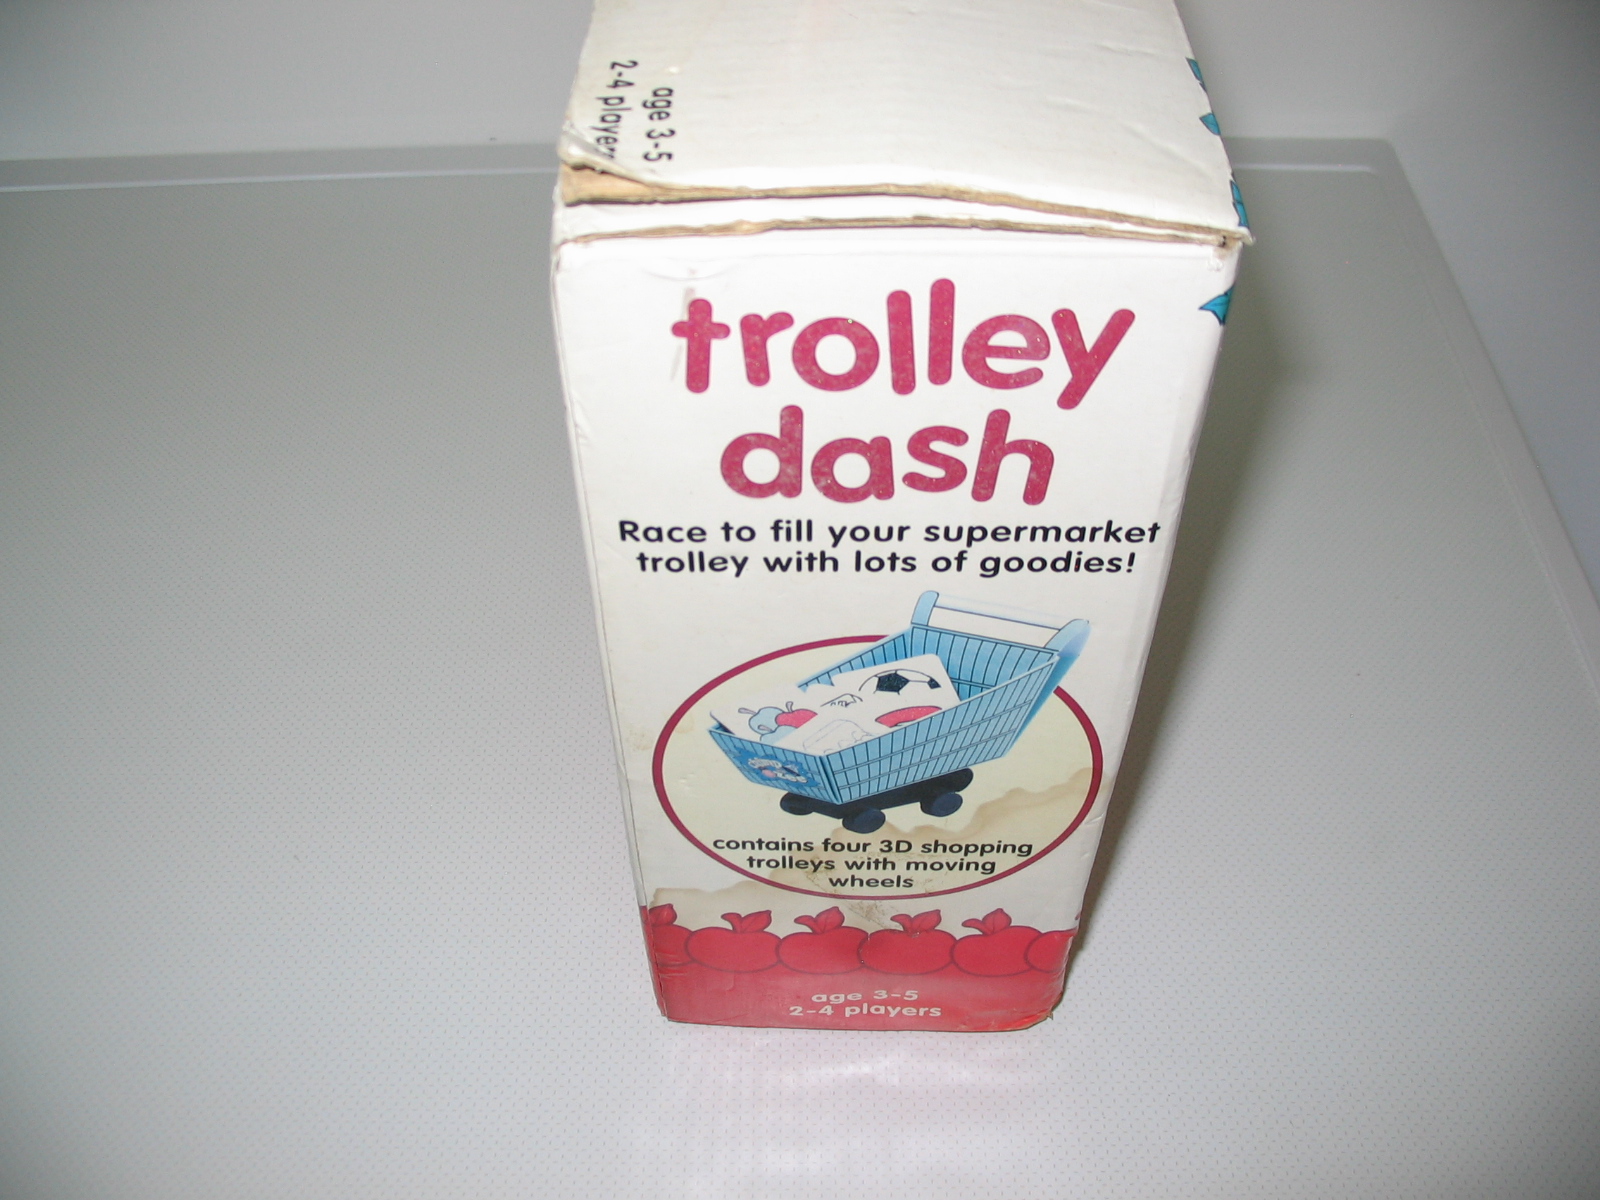 age 3-5
2-4 players
trolley
dash
Race to fill your supermarket
trolley with lots of goodies!
contains four 3D shopping
trolleys with moving
wheels
age 3-5
2-4 players